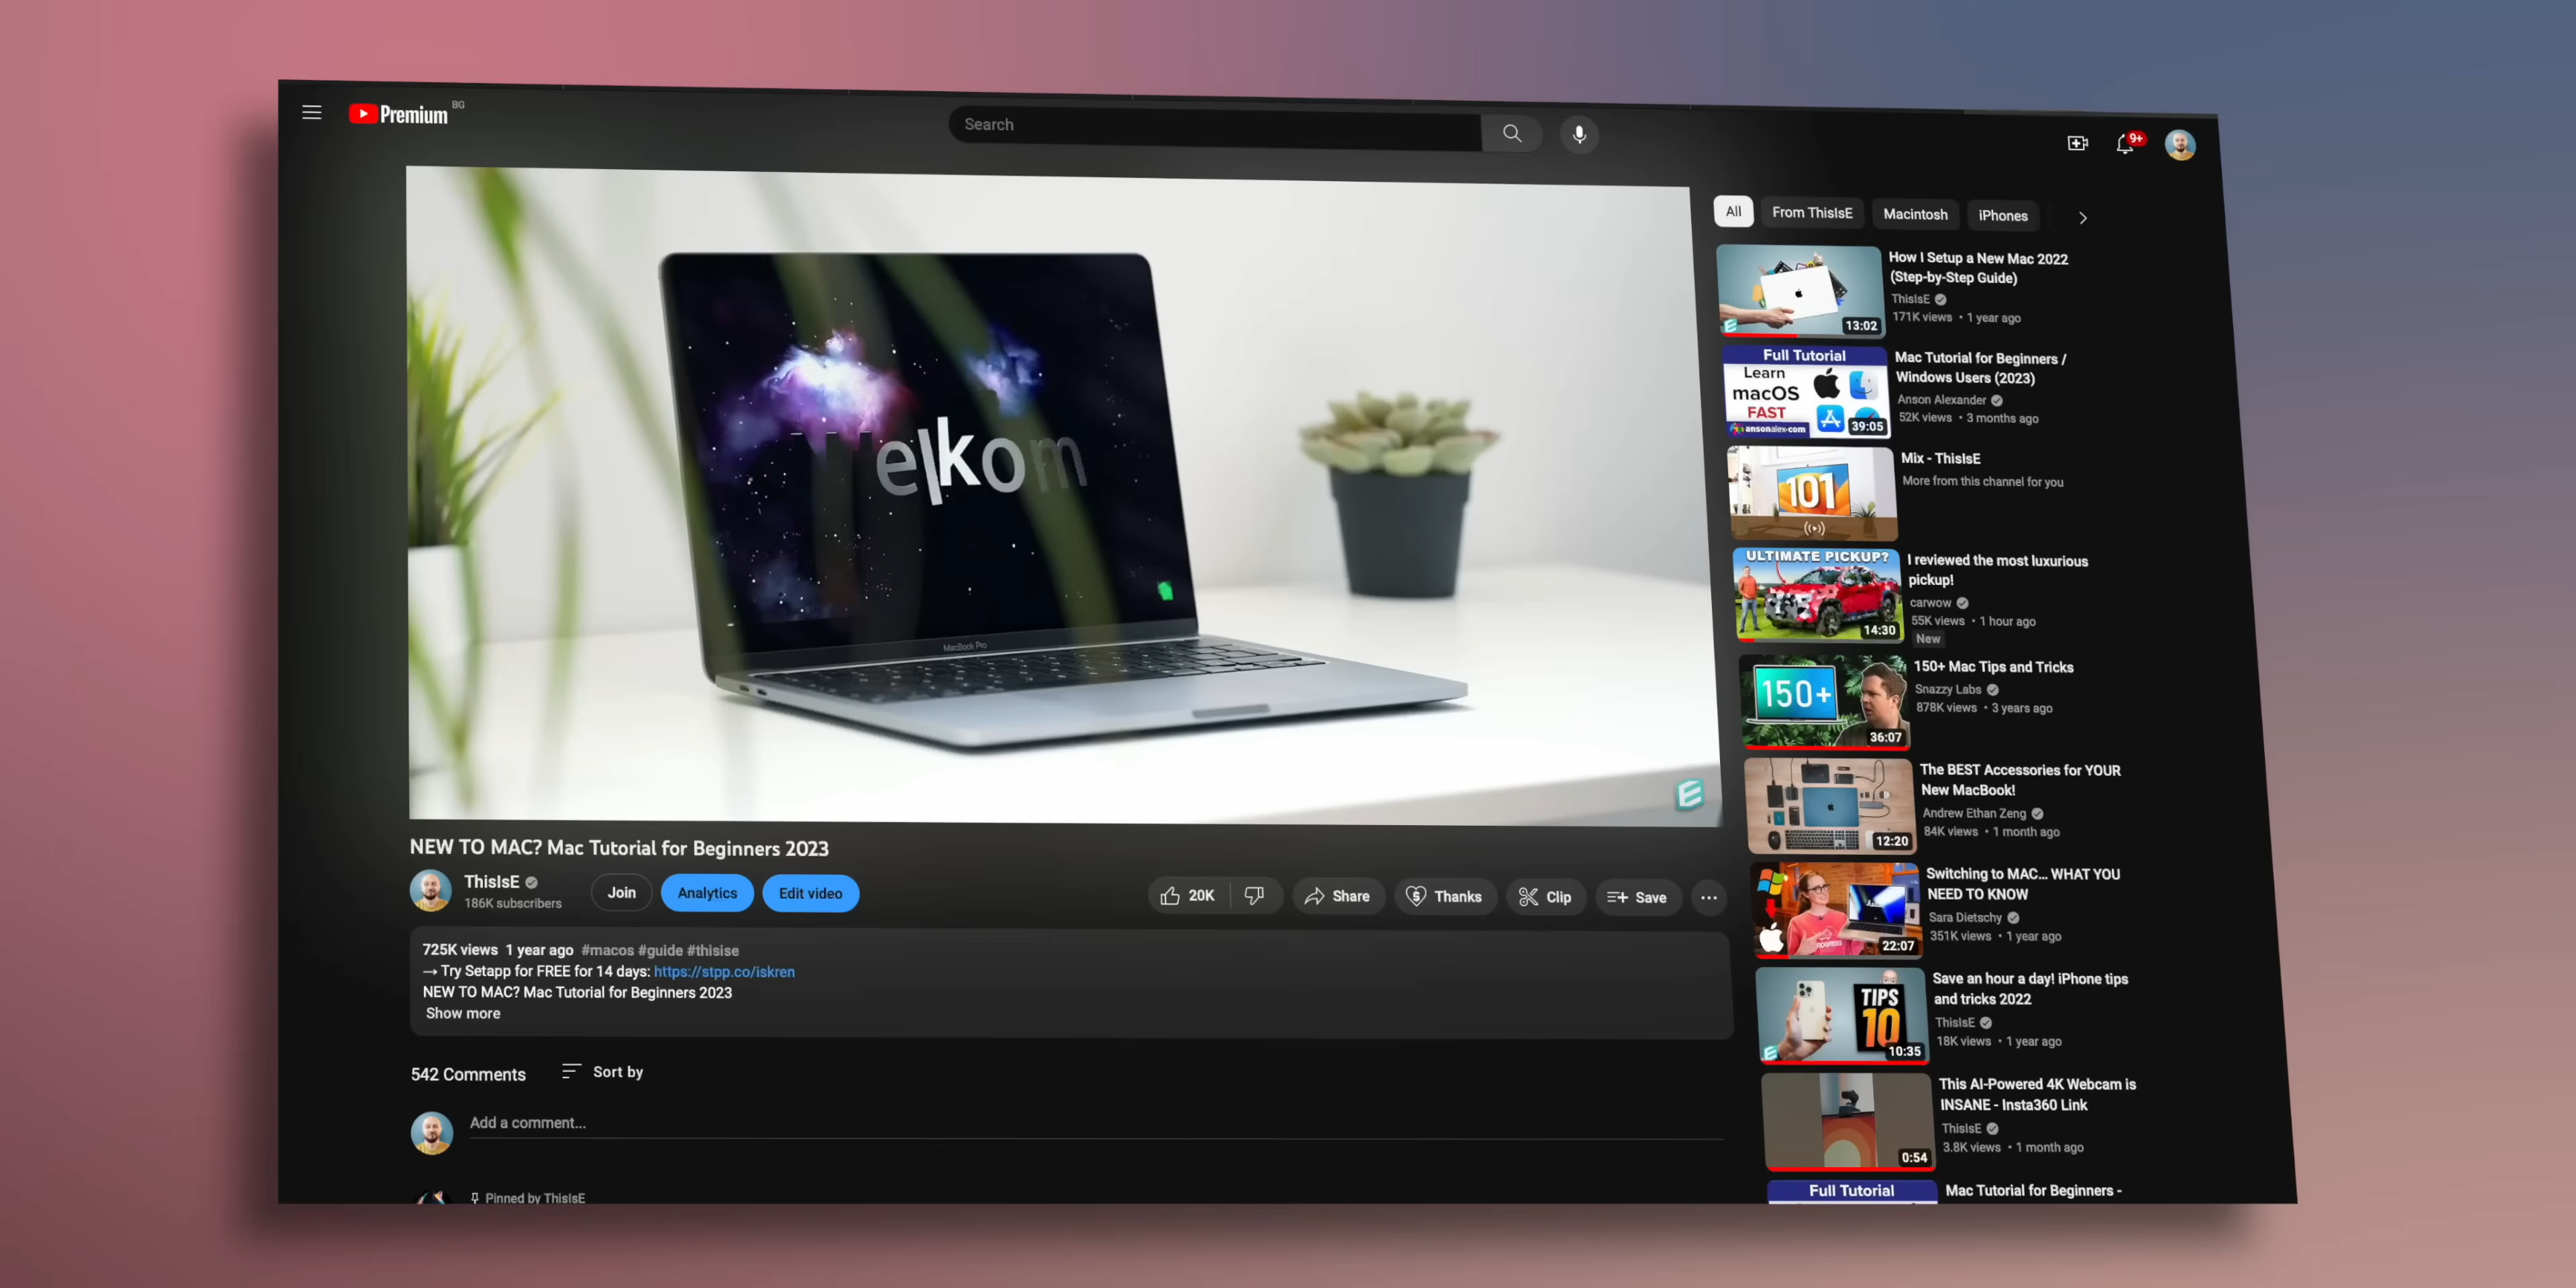 Premium BG
Search
9+
elkom
MacBook Pro
NEW TO MAC? Mac Tutorial for Beginners 2023
ThisIsE
186K subscribers
Join
Analytics
Edit video
20K
Share
Thanks
Clip
Save
725K views 1 year ago #macos #guide #thisise
→ Try Setapp for FREE for 14 days: https://stpp.co/iskren
NEW TO MAC? Mac Tutorial for Beginners 2023
Show more
542 Comments
Sort by
Add a comment...
Pinned by ThisIsE
All
From ThisIsE
Macintosh
iPhones
13:02
How I Setup a New Mac 2022
(Step-by-Step Guide)
ThisIsE
171K views • 1 year ago
Full Tutorial
Learn
macOS
FAST
ansonalex.com
39:05
Mac Tutorial for Beginners /
Windows Users (2023)
Anson Alexander
52K views • 3 months ago
101
Mix - ThisIsE
More from this channel for you
ULTIMATE PICKUP?
14:30
I reviewed the most luxurious
pickup!
carwow
55K views • 1 hour ago
New
150+
36:07
150+ Mac Tips and Tricks
Snazzy Labs
878K views • 3 years ago
12:20
The BEST Accessories for YOUR
New MacBook!
Andrew Ethan Zeng
84K views • 1 month ago
22:07
Switching to MAC... WHAT YOU
NEED TO KNOW
Sara Dietschy
351K views • 1 year ago
TIPS
10
10:35
Save an hour a day! iPhone tips
and tricks 2022
ThisIsE
18K views • 1 year ago
0:54
This AI-Powered 4K Webcam is
INSANE - Insta360 Link
ThisIsE
3.8K views • 1 month ago
Full Tutorial
Mac Tutorial for Beginners -